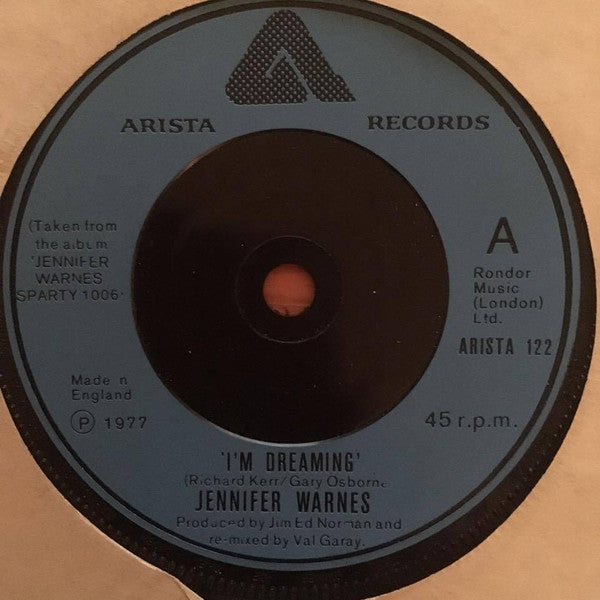 ARISTA RECORDS
(Taken from
the album
'JENNIFER
WARNES
SPARTY 1006'
A
Rondor
Music
(London)
Ltd.
ARISTA 122
Made in
England
Ⓟ 1977
45 r.p.m.
'I'M DREAMING'
(Richard Kerr/Gary Osborne
JENNIFER WARNES
Produced by Jim Ed Norman and
re-mixed by Val Garay.